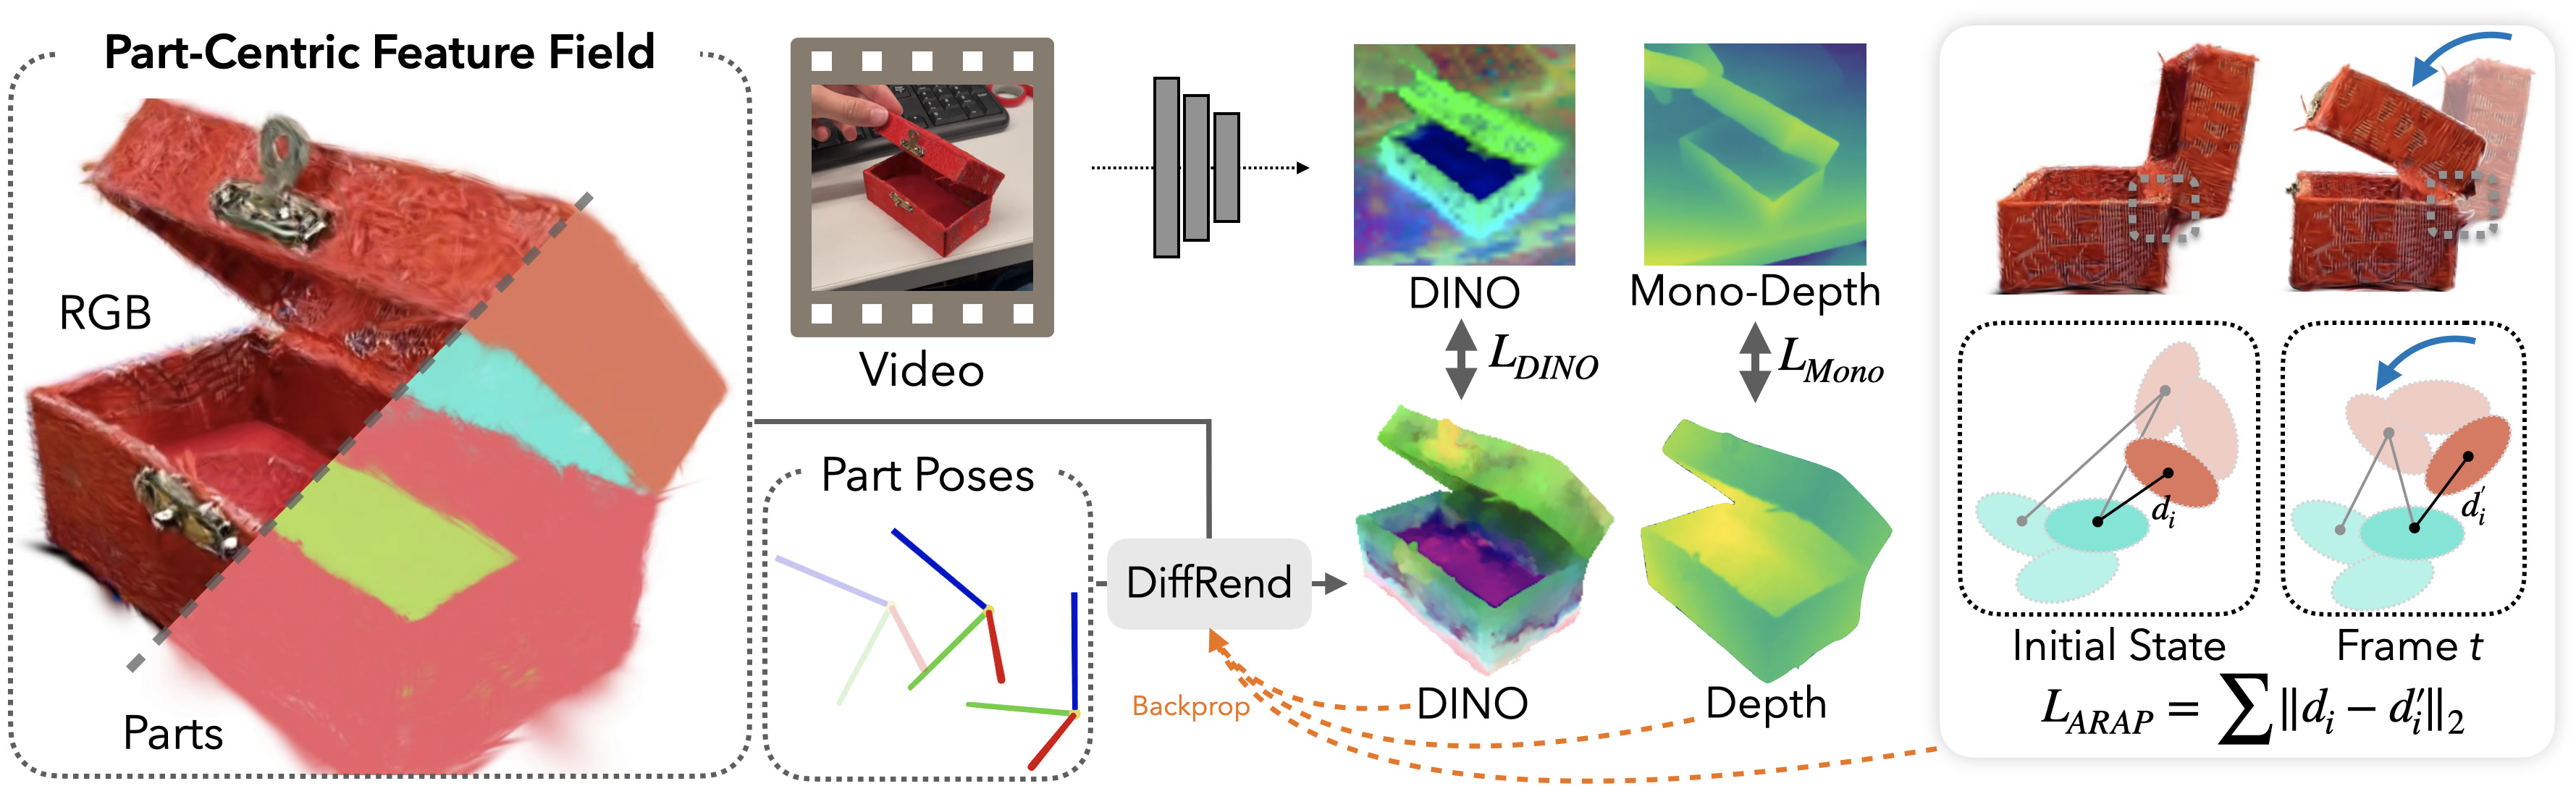 Part-Centric Feature Field
RGB
Parts
Video
DINO
Mono-Depth
L_{DINO}
L_{Mono}
Part Poses
DiffRend
Backprop
DINO
Depth
d_i
d_i'
Initial State
Frame t
L_{ARAP} = ∑ ||d_i − d_i'||_2